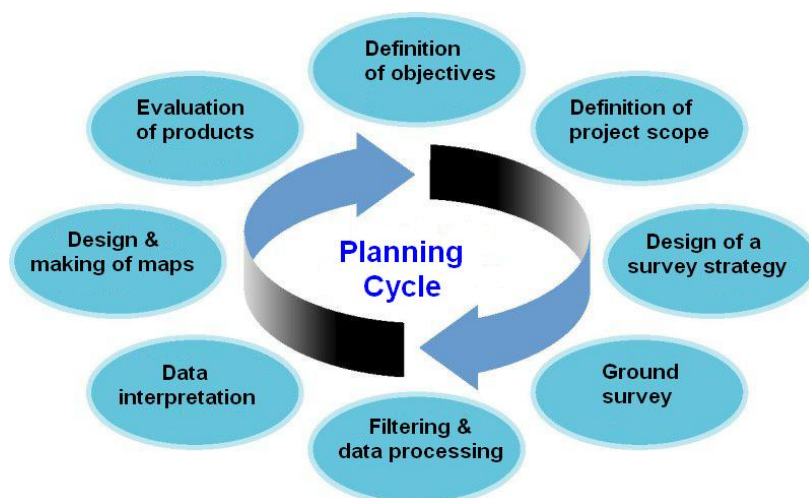 Definition
of objectives
Definition of
project scope
Design of a
survey strategy
Ground
survey
Filtering &
data processing
Data
interpretation
Design &
making of maps
Evaluation
of products
Planning
Cycle